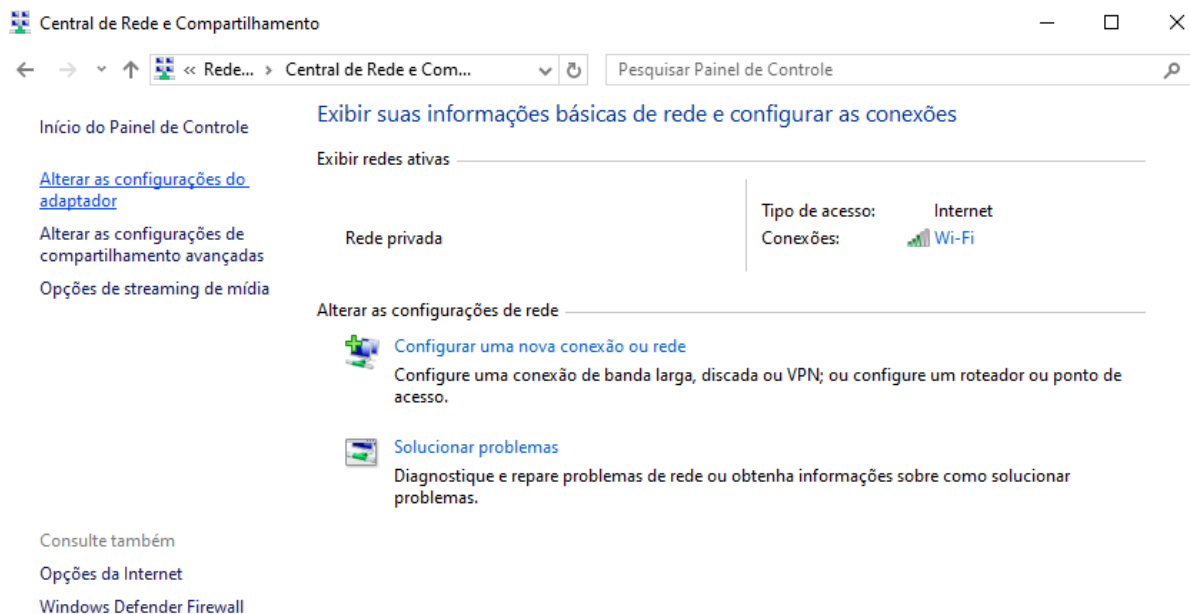 Central de Rede e Compartilhamento
« Rede... › Central de Rede e Com...
Pesquisar Painel de Controle
Início do Painel de Controle
Alterar as configurações do
adaptador
Alterar as configurações de
compartilhamento avançadas
Opções de streaming de mídia
Exibir suas informações básicas de rede e configurar as conexões
Exibir redes ativas
Rede privada
Tipo de acesso: Internet
Conexões: Wi-Fi
Alterar as configurações de rede
Configurar uma nova conexão ou rede
Configure uma conexão de banda larga, discada ou VPN; ou configure um roteador ou ponto de
acesso.
Solucionar problemas
Diagnostique e repare problemas de rede ou obtenha informações sobre como solucionar
problemas.
Consulte também
Opções da Internet
Windows Defender Firewall